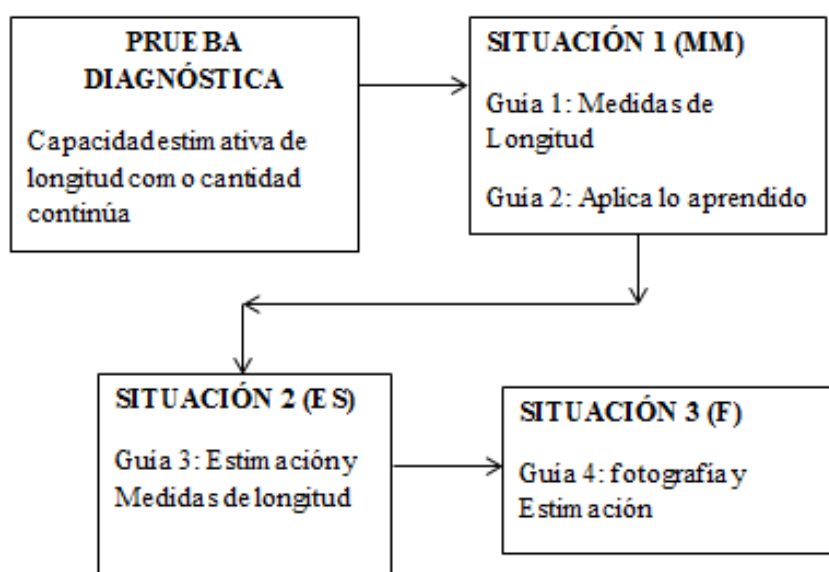 PRUEBA
DIAGNÓSTICA
Capacidad estimativa de
longitud como cantidad
continúa
SITUACIÓN 1 (MM)
Guía 1: Medidas de
Longitud
Guía 2: Aplica lo aprendido
SITUACIÓN 2 (ES)
Guía 3: Estimación y
Medidas de longitud
SITUACIÓN 3 (F)
Guía 4: fotografía y
Estimación